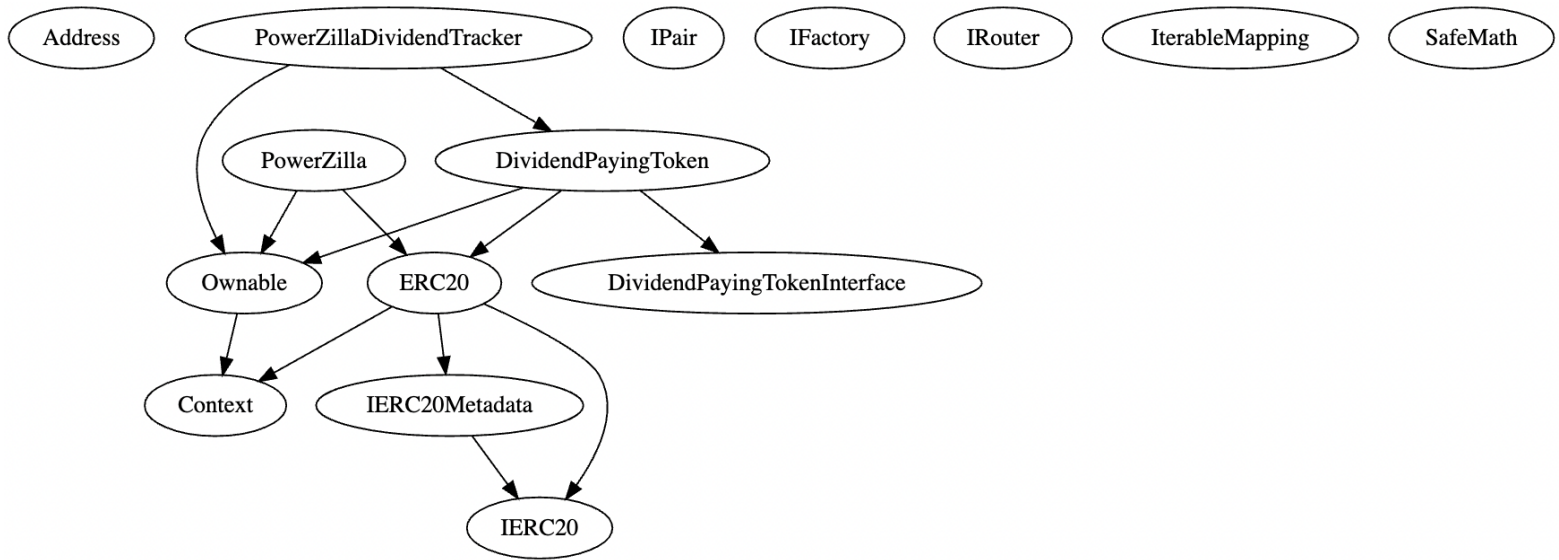 Address
PowerZillaDividendTracker
IPair
IFactory
IRouter
IterableMapping
SafeMath
PowerZilla
DividendPayingToken
Ownable
ERC20
DividendPayingTokenInterface
Context
IERC20Metadata
IERC20